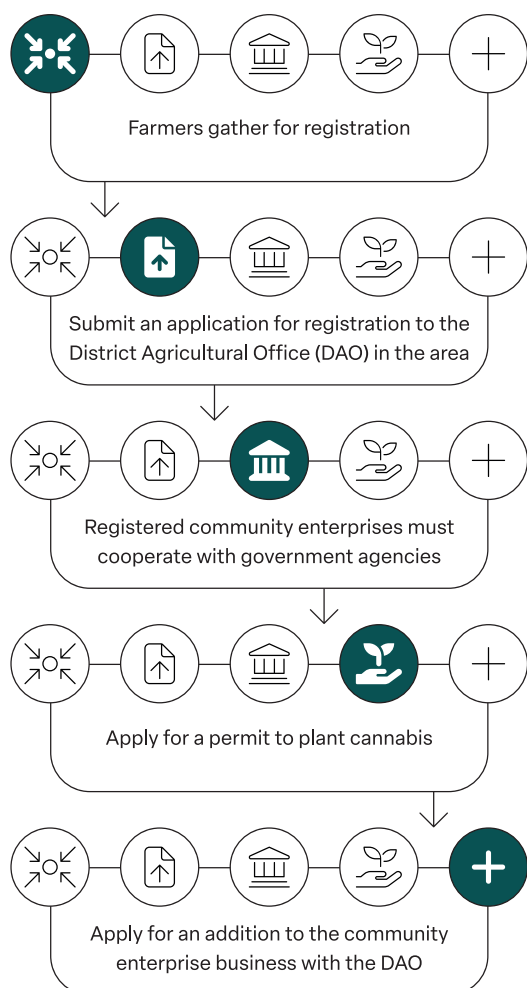 Farmers gather for registration
Submit an application for registration to the
District Agricultural Office (DAO) in the area
Registered community enterprises must
cooperate with government agencies
Apply for a permit to plant cannabis
Apply for an addition to the community
enterprise business with the DAO